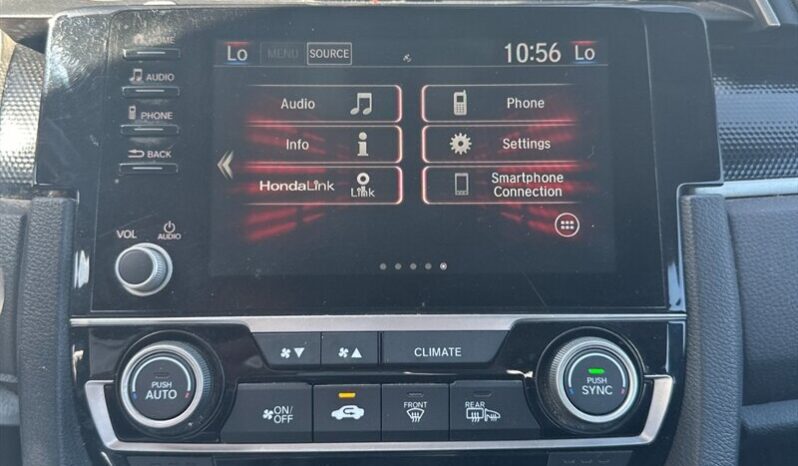 HOME
Lo MENU SOURCE 10:56 Lo
AUDIO
Audio
Phone
PHONE
Info
Settings
BACK
HondaLink
Link
Smartphone
Connection
VOL
AUDIO
CLIMATE
PUSH
AUTO
PUSH
SYNC
ON/
OFF
FRONT
REAR